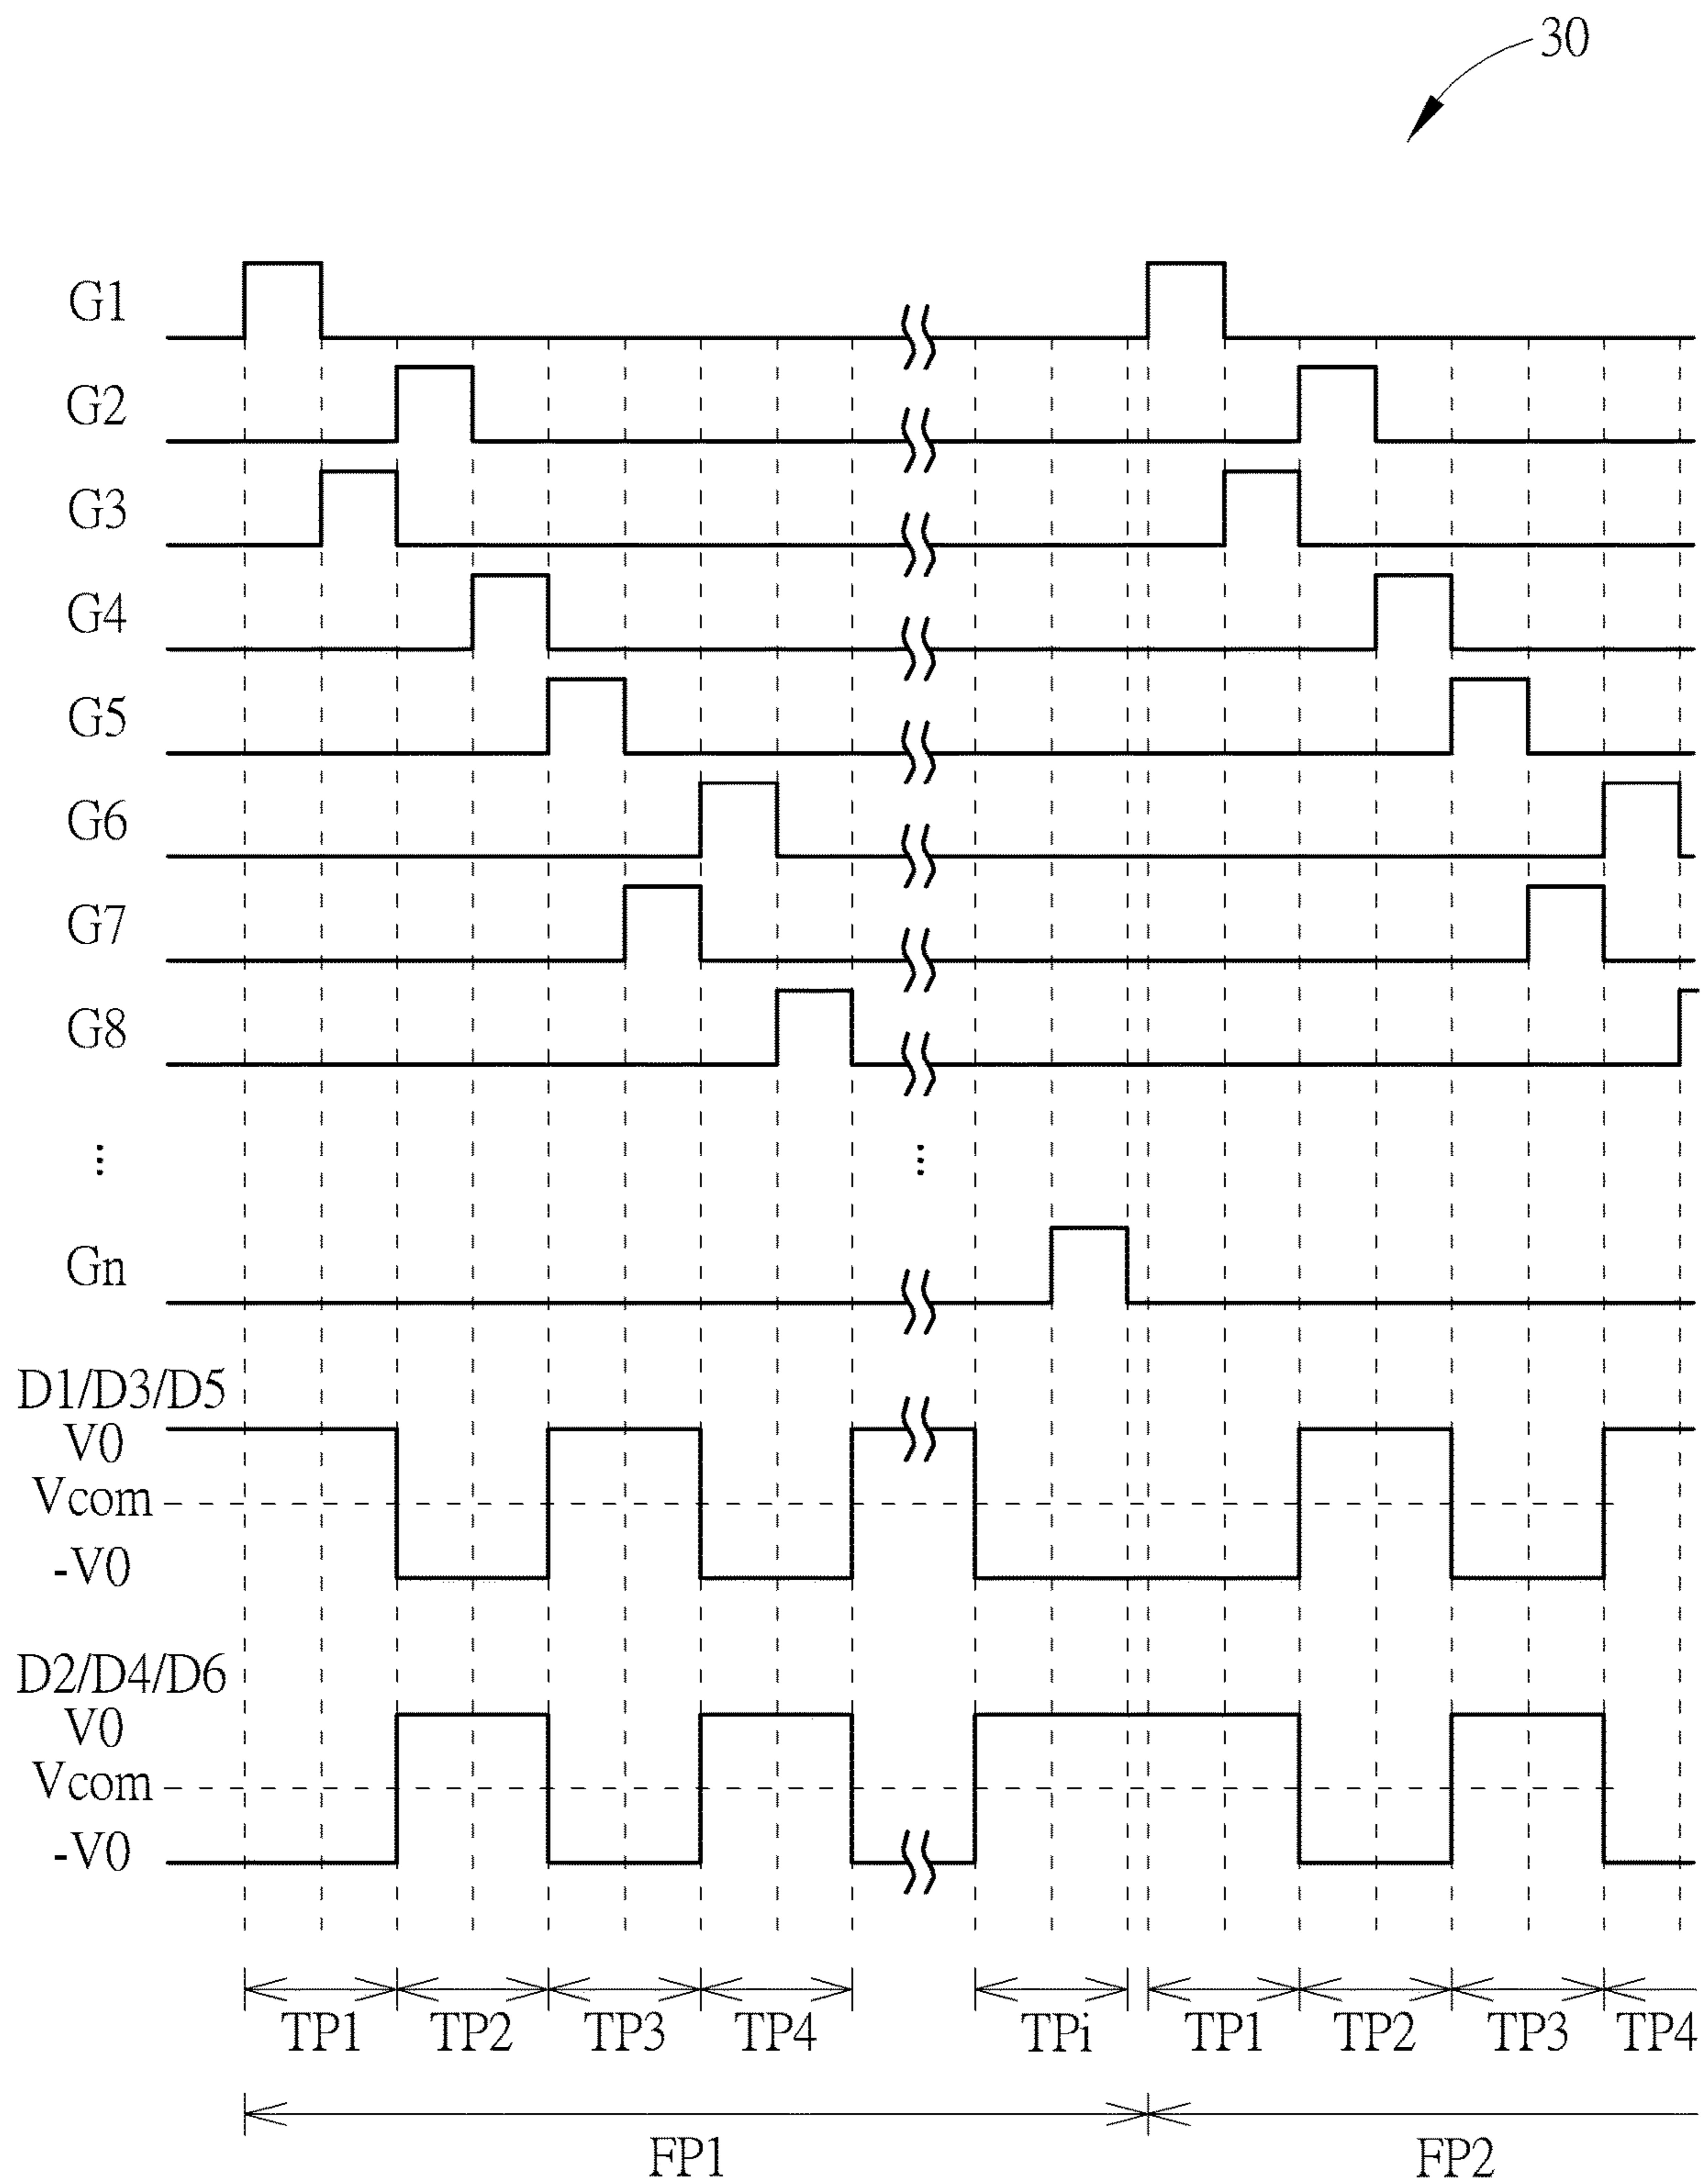 30
G1
G2
G3
G4
G5
G6
G7
G8
...
...
Gn
D1/D3/D5
V0
Vcom
-V0
D2/D4/D6
V0
Vcom
-V0
TP1 TP2 TP3 TP4 TPi TP1 TP2 TP3 TP4
FP1 FP2